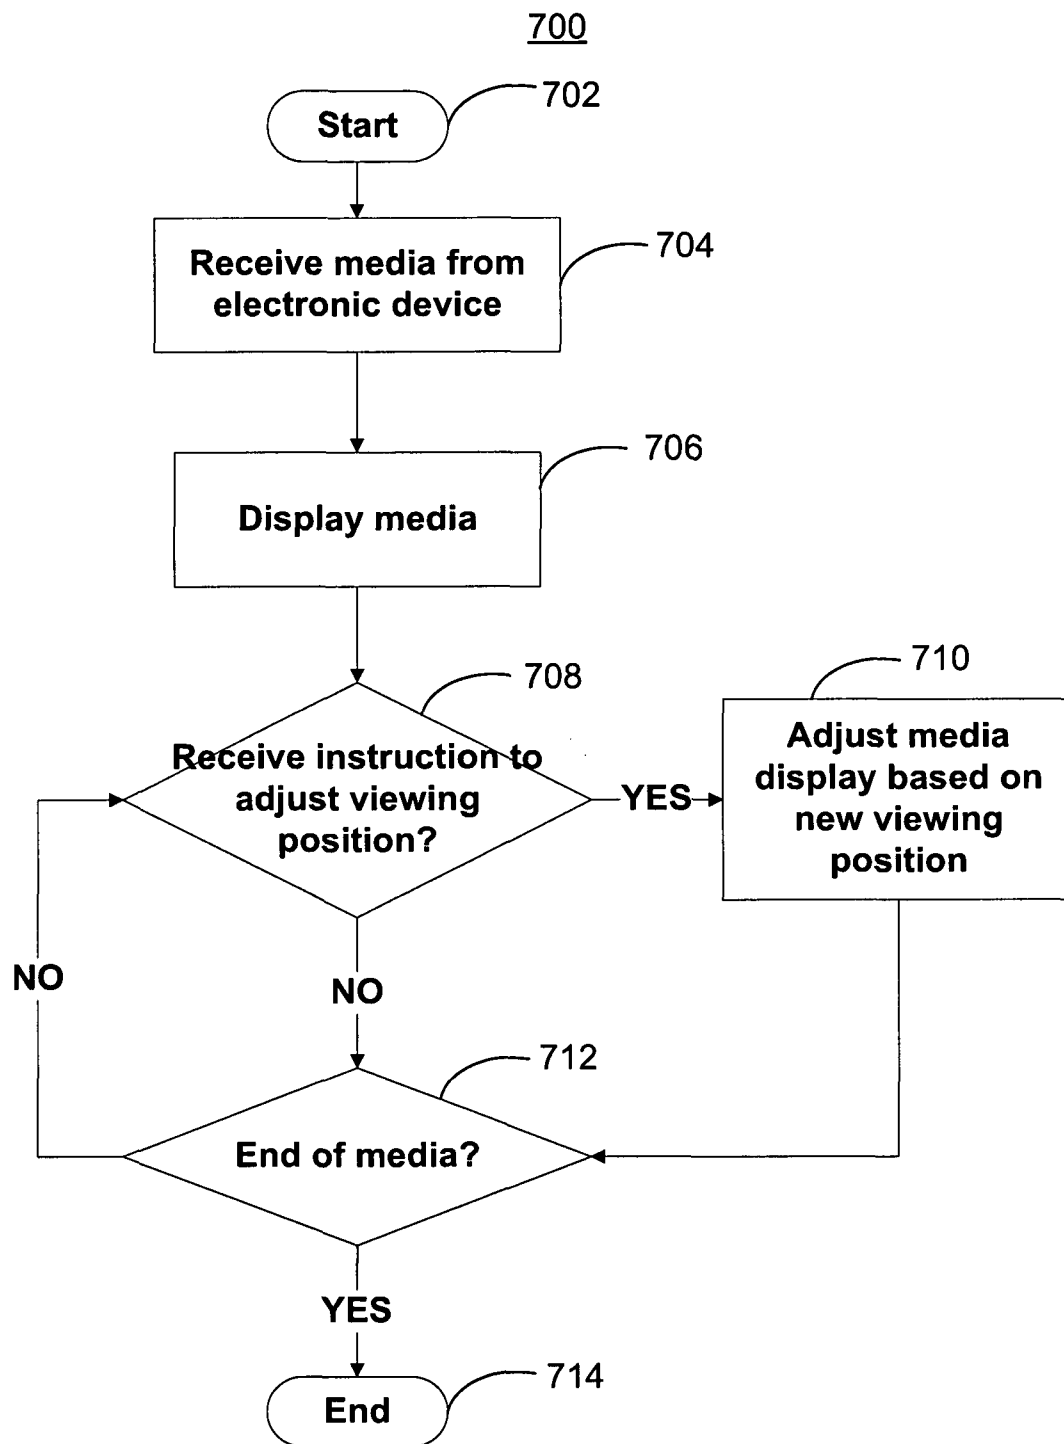 700
Start
702
Receive media from
electronic device
704
Display media
706
Receive instruction to
adjust viewing
position?
708
YES
Adjust media
display based on
new viewing
position
710
NO
NO
End of media?
712
YES
End
714